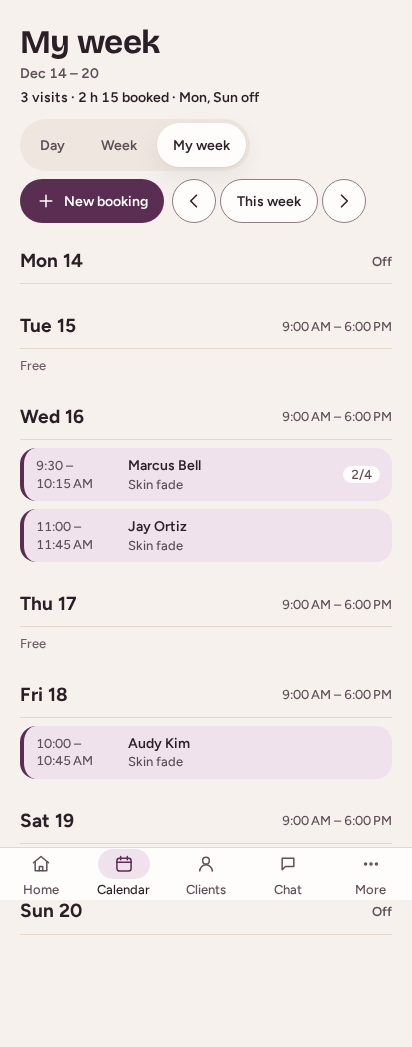 My week
Dec 14 – 20
3 visits · 2 h 15 booked · Mon, Sun off
Day
Week
My week
New booking
This week
Mon 14
Off
Tue 15
9:00 AM – 6:00 PM
Free
Wed 16
9:00 AM – 6:00 PM
9:30 –
10:15 AM
Marcus Bell
Skin fade
2/4
11:00 –
11:45 AM
Jay Ortiz
Skin fade
Thu 17
9:00 AM – 6:00 PM
Free
Fri 18
9:00 AM – 6:00 PM
10:00 –
10:45 AM
Audy Kim
Skin fade
Sat 19
9:00 AM – 6:00 PM
Home
Calendar
Clients
Chat
More
Sun 20
Off